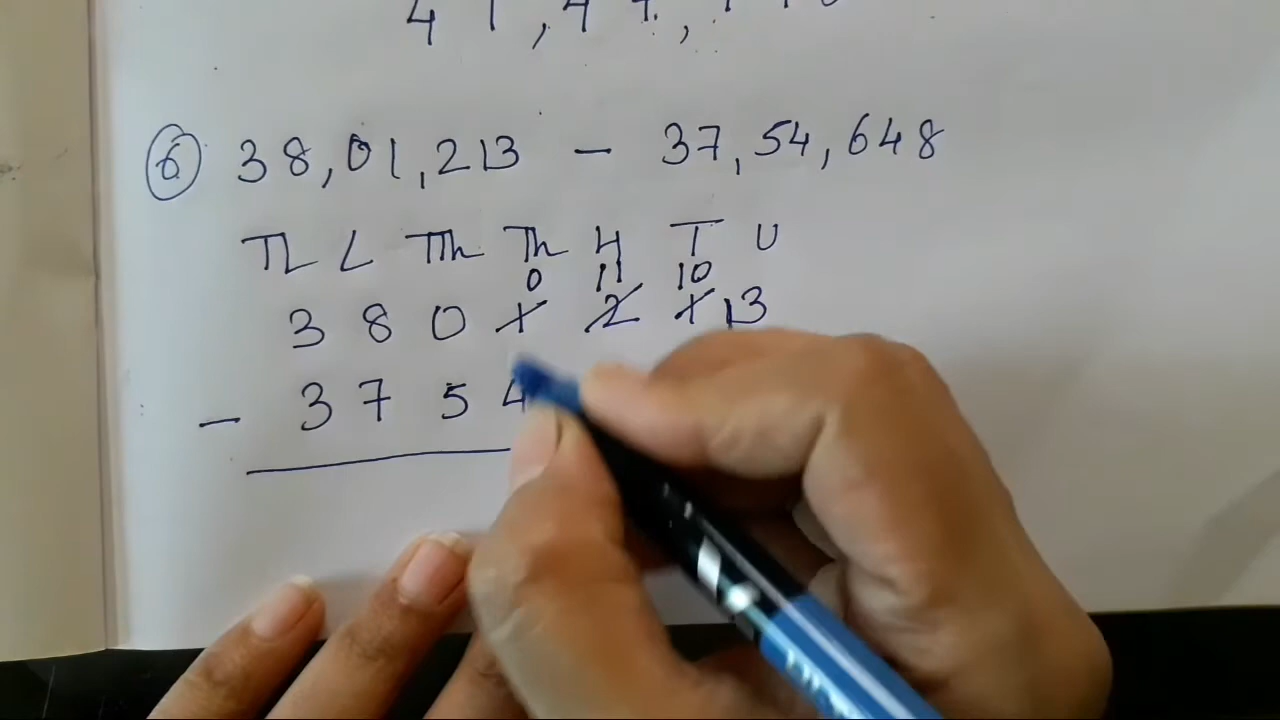 6 38,01,213 - 37,54,648
TL L TTh Th H T U
0 11 10
3 8 0 1 2 1 13
- 3 7 5 4